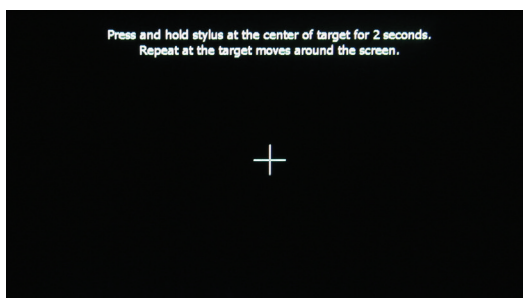 Press and hold stylus at the center of target for 2 seconds.
Repeat at the target moves around the screen.